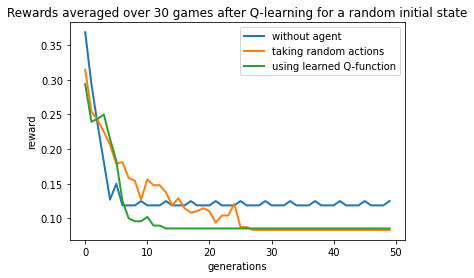 Rewards averaged over 30 games after Q-learning for a random initial state
without agent
taking random actions
using learned Q-function
reward
0.35
0.30
0.25
0.20
0.15
0.10
0
10
20
30
40
50
generations